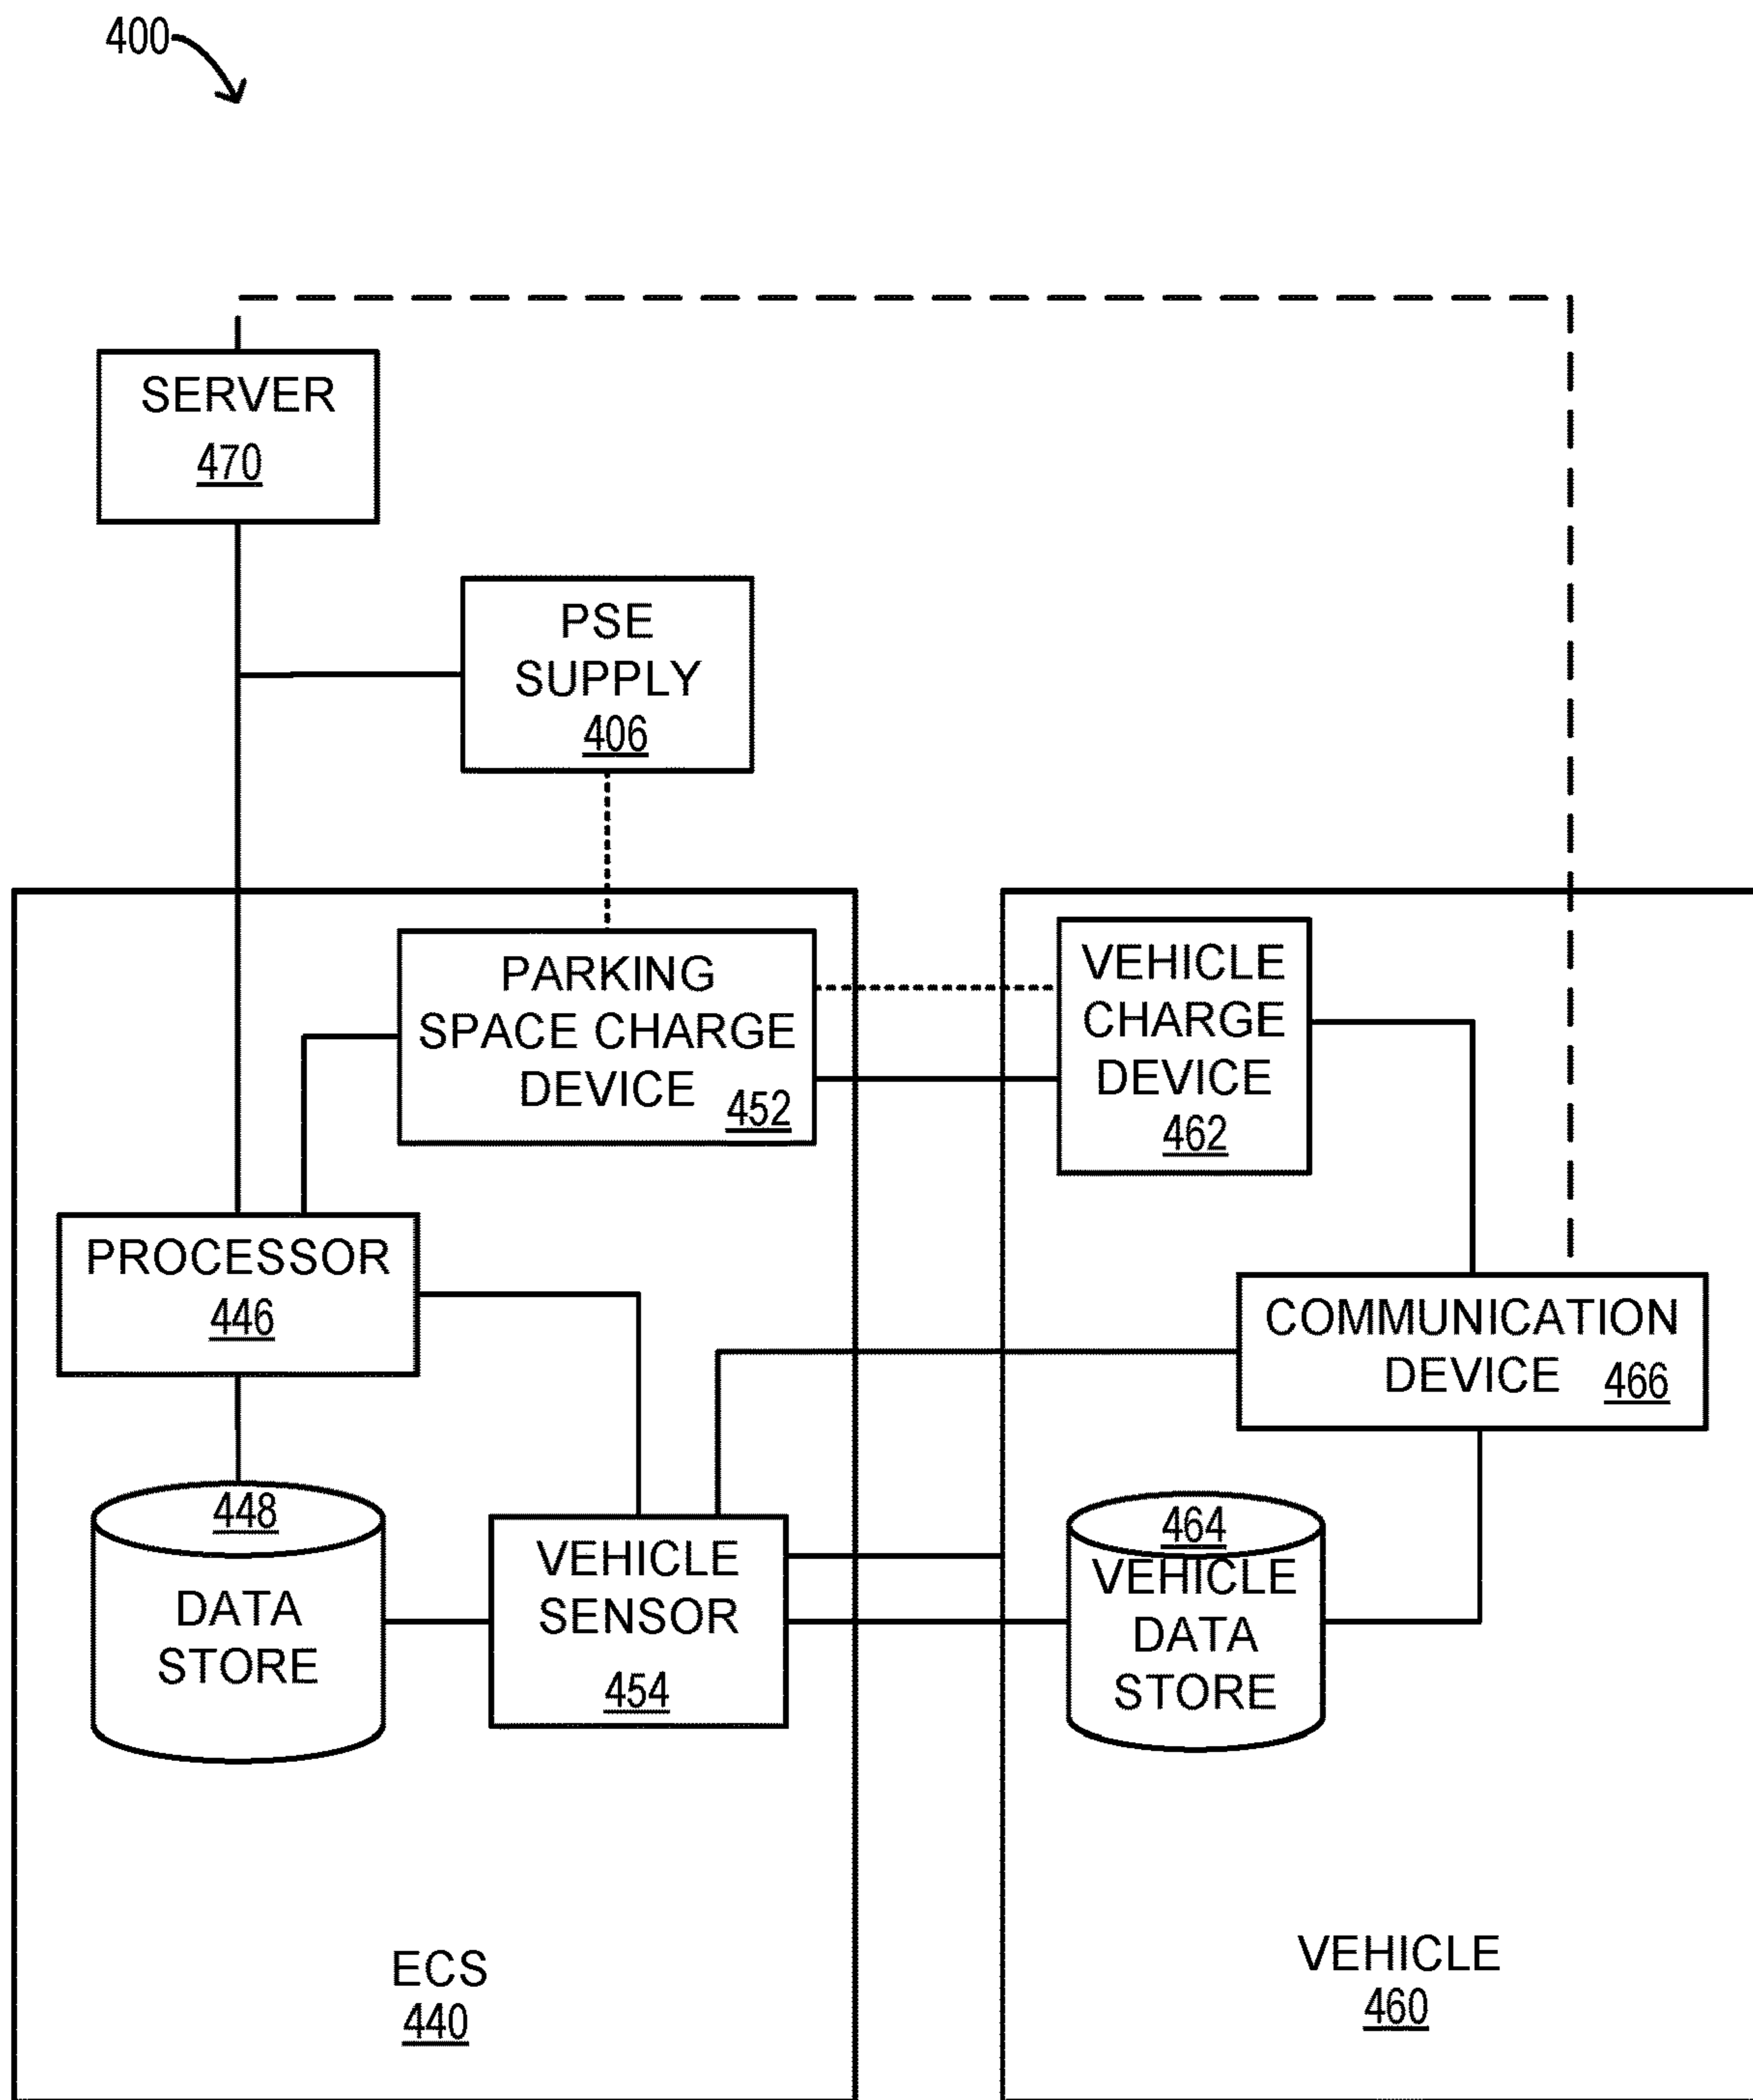 400
SERVER
470
PSE
SUPPLY
406
PARKING
SPACE CHARGE
DEVICE 452
VEHICLE
CHARGE
DEVICE
462
PROCESSOR
446
COMMUNICATION
DEVICE 466
448
DATA
STORE
VEHICLE
SENSOR
454
464
VEHICLE
DATA
STORE
ECS
440
VEHICLE
460